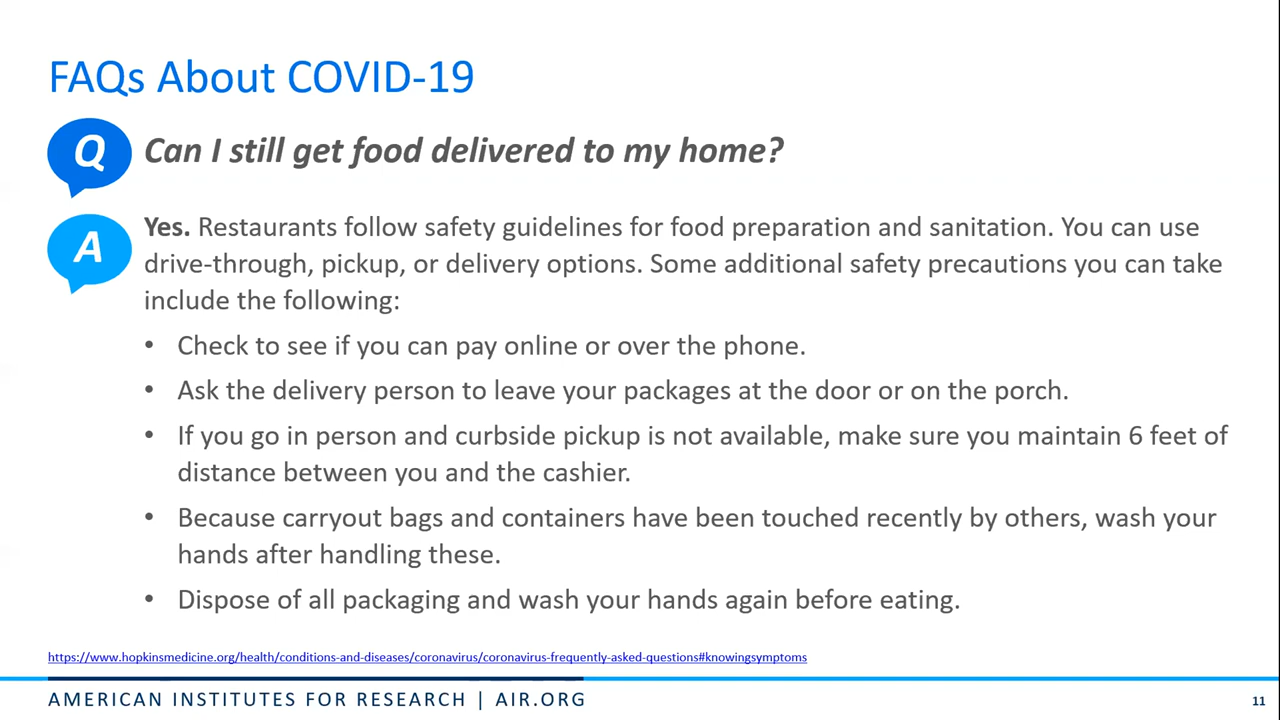 FAQs About COVID-19
Q
Can I still get food delivered to my home?
A
Yes. Restaurants follow safety guidelines for food preparation and sanitation. You can use
drive-through, pickup, or delivery options. Some additional safety precautions you can take
include the following:
• Check to see if you can pay online or over the phone.
• Ask the delivery person to leave your packages at the door or on the porch.
• If you go in person and curbside pickup is not available, make sure you maintain 6 feet of
distance between you and the cashier.
• Because carryout bags and containers have been touched recently by others, wash your
hands after handling these.
• Dispose of all packaging and wash your hands again before eating.
https://www.hopkinsmedicine.org/health/conditions-and-diseases/coronavirus/coronavirus-frequently-asked-questions#knowingsymptoms
AMERICAN INSTITUTES FOR RESEARCH | AIR.ORG
11